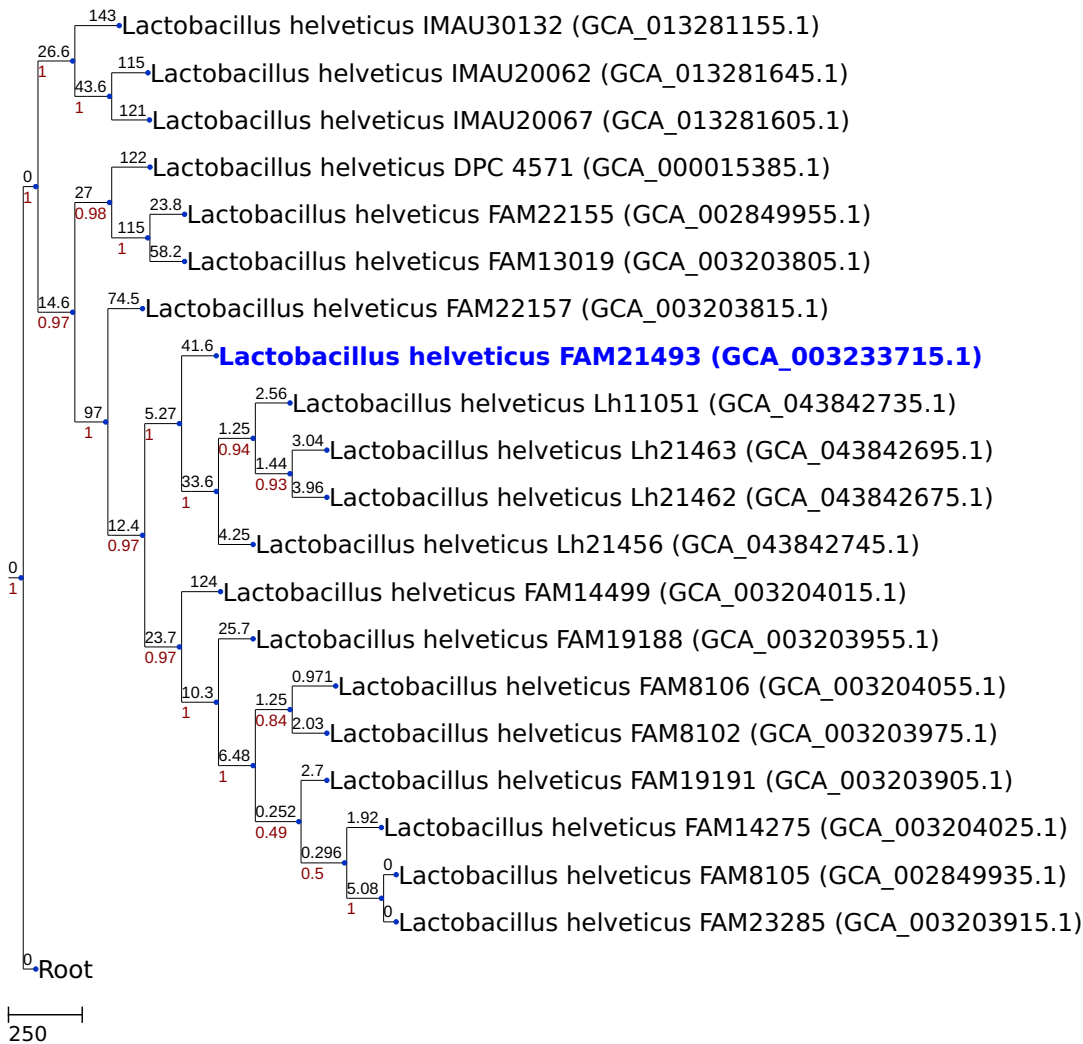 143 Lactobacillus helveticus IMAU30132 (GCA_013281155.1)
26.6
1
115 Lactobacillus helveticus IMAU20062 (GCA_013281645.1)
43.6
1
121 Lactobacillus helveticus IMAU20067 (GCA_013281605.1)
122 Lactobacillus helveticus DPC 4571 (GCA_000015385.1)
0
1
27
0.98
23.8 Lactobacillus helveticus FAM22155 (GCA_002849955.1)
115
1
58.2 Lactobacillus helveticus FAM13019 (GCA_003203805.1)
14.6
0.97
74.5 Lactobacillus helveticus FAM22157 (GCA_003203815.1)
41.6 Lactobacillus helveticus FAM21493 (GCA_003233715.1)
97
1
5.27
1
2.56 Lactobacillus helveticus Lh11051 (GCA_043842735.1)
1.25
0.94
3.04 Lactobacillus helveticus Lh21463 (GCA_043842695.1)
1.44
0.93
33.6
1
3.96 Lactobacillus helveticus Lh21462 (GCA_043842675.1)
12.4
0.97
4.25 Lactobacillus helveticus Lh21456 (GCA_043842745.1)
0
1
124 Lactobacillus helveticus FAM14499 (GCA_003204015.1)
23.7
0.97
25.7 Lactobacillus helveticus FAM19188 (GCA_003203955.1)
10.3
1
0.971 Lactobacillus helveticus FAM8106 (GCA_003204055.1)
1.25
0.84
2.03 Lactobacillus helveticus FAM8102 (GCA_003203975.1)
6.48
1
2.7 Lactobacillus helveticus FAM19191 (GCA_003203905.1)
0.252
0.49
1.92 Lactobacillus helveticus FAM14275 (GCA_003204025.1)
0.296
0.5
0 Lactobacillus helveticus FAM8105 (GCA_002849935.1)
5.08
1
0 Lactobacillus helveticus FAM23285 (GCA_003203915.1)
0 Root
250